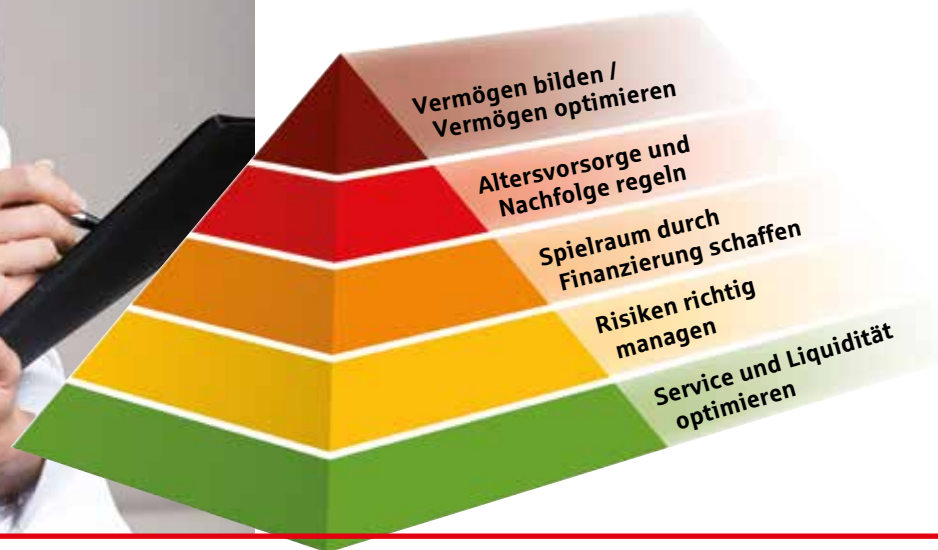 Vermögen bilden /
Vermögen optimieren
Altersvorsorge und
Nachfolge regeln
Spielraum durch
Finanzierung schaffen
Risiken richtig
managen
Service und Liquidität
optimieren